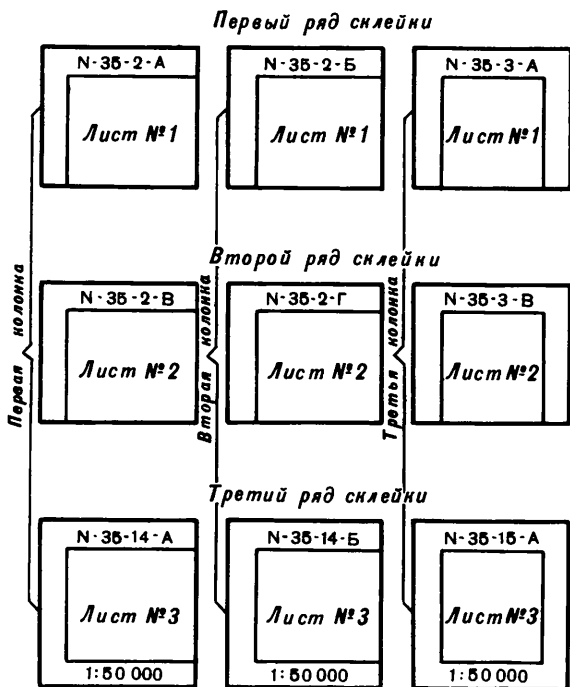 Первый ряд склейки
N-35-2-А
N-35-2-Б
N-35-3-А
Лист №1
Лист №1
Лист №1
Второй ряд склейки
N-35-2-В
N-35-2-Г
N-35-3-В
Первая колонка
Лист №2
Вторая колонка
Лист №2
Третья колонка
Лист №2
Третий ряд склейки
N-35-14-А
N-35-14-Б
N-35-15-А
Лист №3
Лист №3
Лист №3
1:50 000
1:50 000
1:50 000